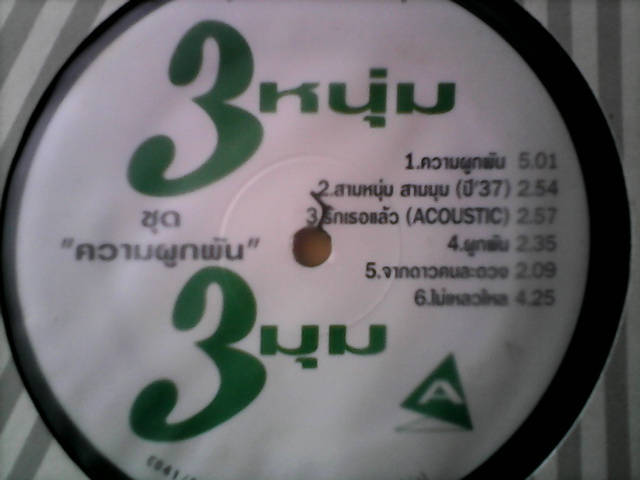 3 หนุ่ม
ชุด
"ความผูกพัน"
3 มุม
1.ความผูกพัน 5.01
2.สามหนุ่ม สามมุม (ปี'37) 2.54
3.รักเธอแล้ว (ACOUSTIC) 2.57
4.ผูกพัน 2.35
5.จากดาวคนละดวง 2.09
6.ไม่เหลวไหล 4.25
A